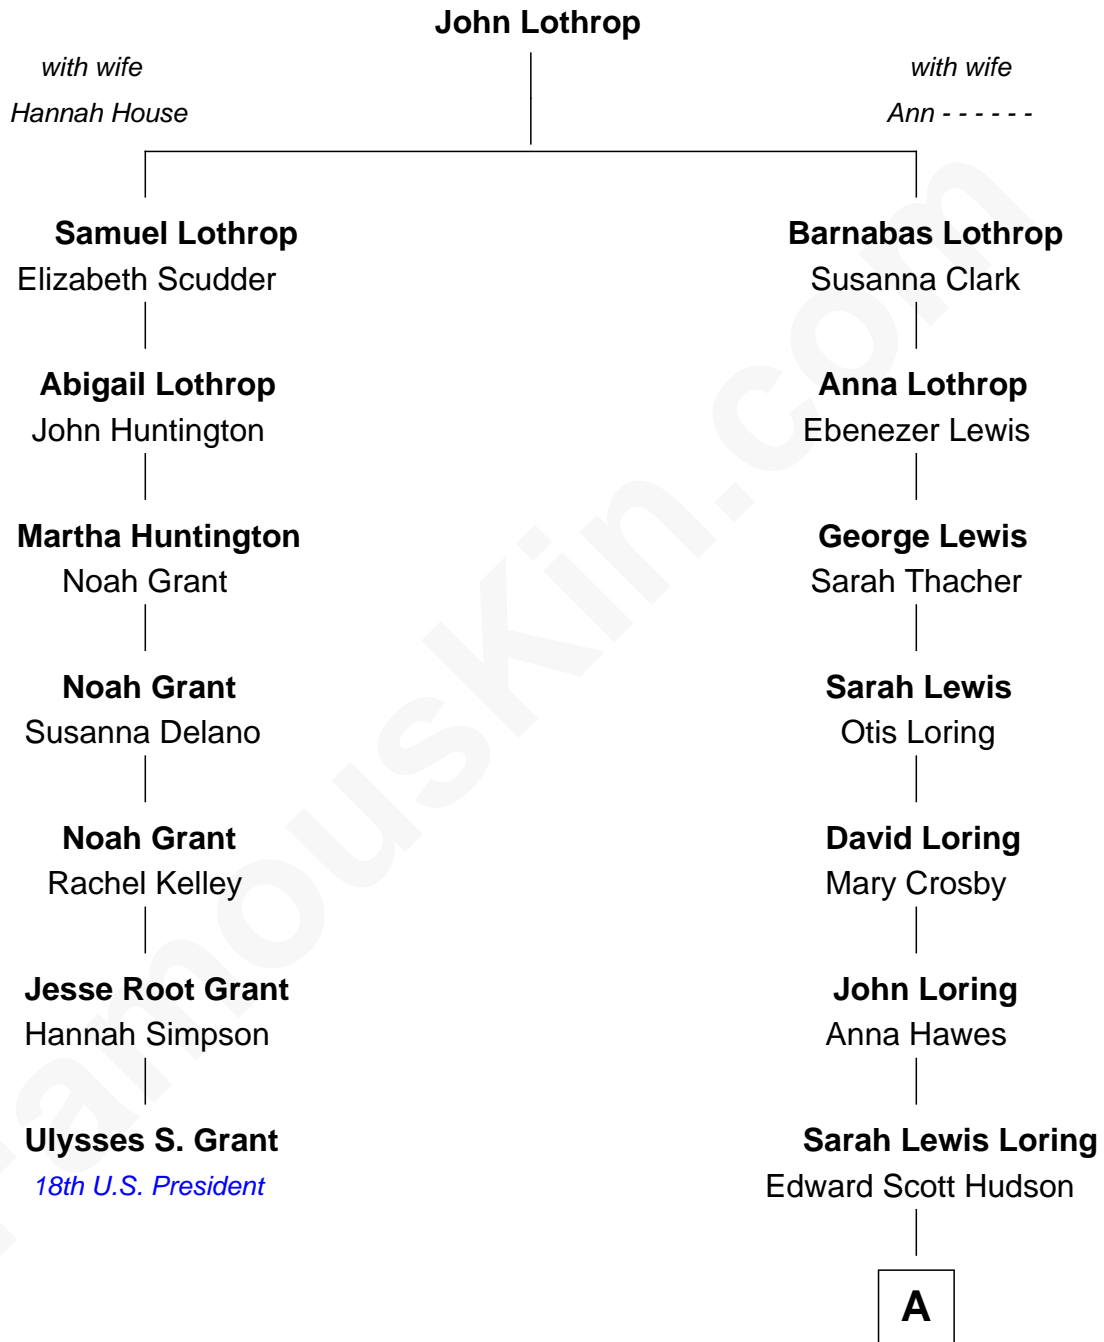 John Lothrop
with wife
Hannah House
with wife
Ann - - - - - -
Samuel Lothrop
Elizabeth Scudder
Barnabas Lothrop
Susanna Clark
Abigail Lothrop
John Huntington
Anna Lothrop
Ebenezer Lewis
Martha Huntington
Noah Grant
George Lewis
Sarah Thacher
Noah Grant
Susanna Delano
Sarah Lewis
Otis Loring
Noah Grant
Rachel Kelley
David Loring
Mary Crosby
Jesse Root Grant
Hannah Simpson
John Loring
Anna Hawes
Ulysses S. Grant
18th U.S. President
Sarah Lewis Loring
Edward Scott Hudson
A
FamousKin.com